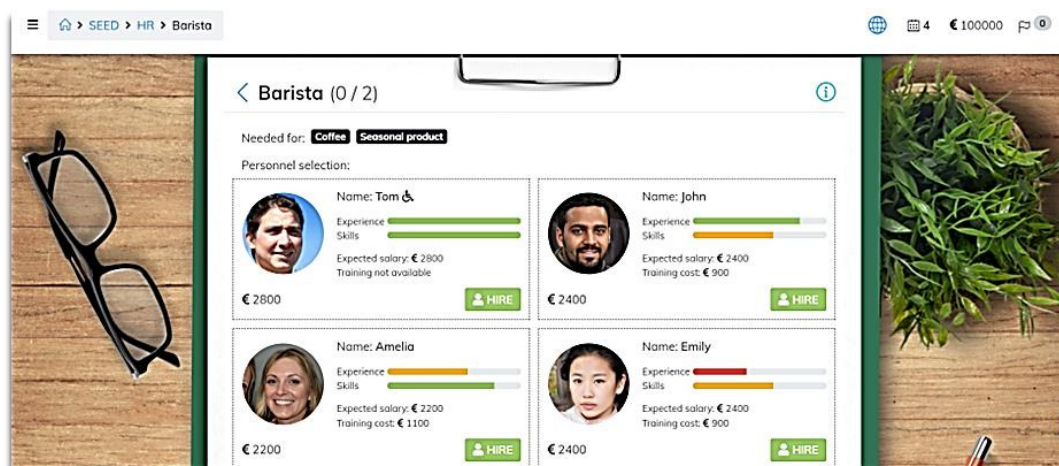 SEED HR Barista
4 € 100000 0
Barista (0 / 2)
Needed for: Coffee Seasonal product
Personnel selection:
Name: Tom
Experience
Skills
Expected salary: € 2800
Training not available
€ 2800
HIRE
Name: John
Experience
Skills
Expected salary: € 2400
Training cost: € 900
€ 2400
HIRE
Name: Amelia
Experience
Skills
Expected salary: € 2200
Training cost: € 1100
€ 2200
HIRE
Name: Emily
Experience
Skills
Expected salary: € 2400
Training cost: € 900
€ 2400
HIRE